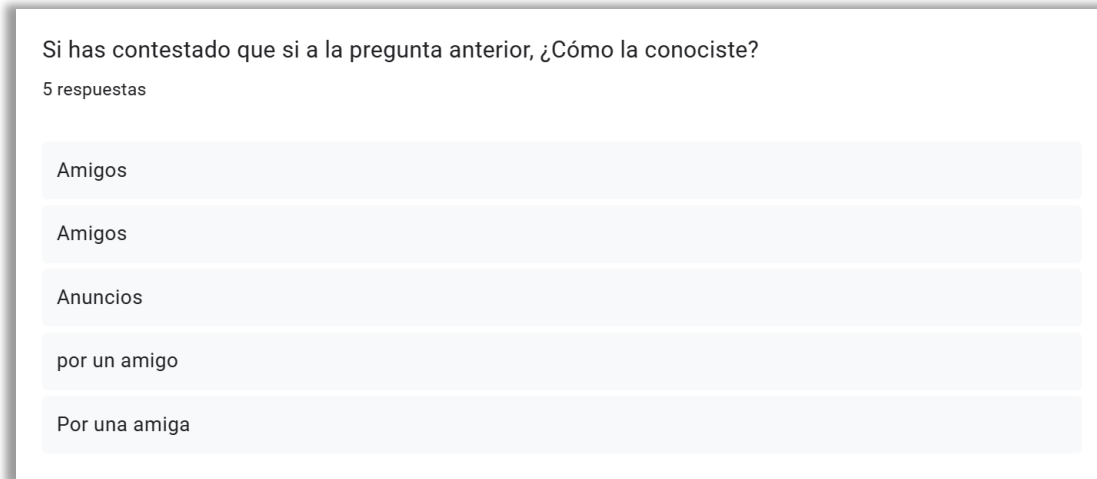 Si has contestado que si a la pregunta anterior, ¿Cómo la conociste?
5 respuestas
Amigos
Amigos
Anuncios
por un amigo
Por una amiga